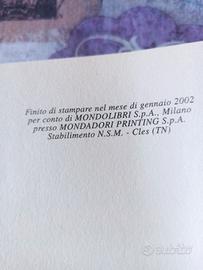 Finito di stampare nel mese di gennaio 2002
per conto di MONDOLIBRI S.p.A., Milano
presso MONDADORI PRINTING S.p.A.
Stabilimento N.S.M. - Cles (TN)
subito